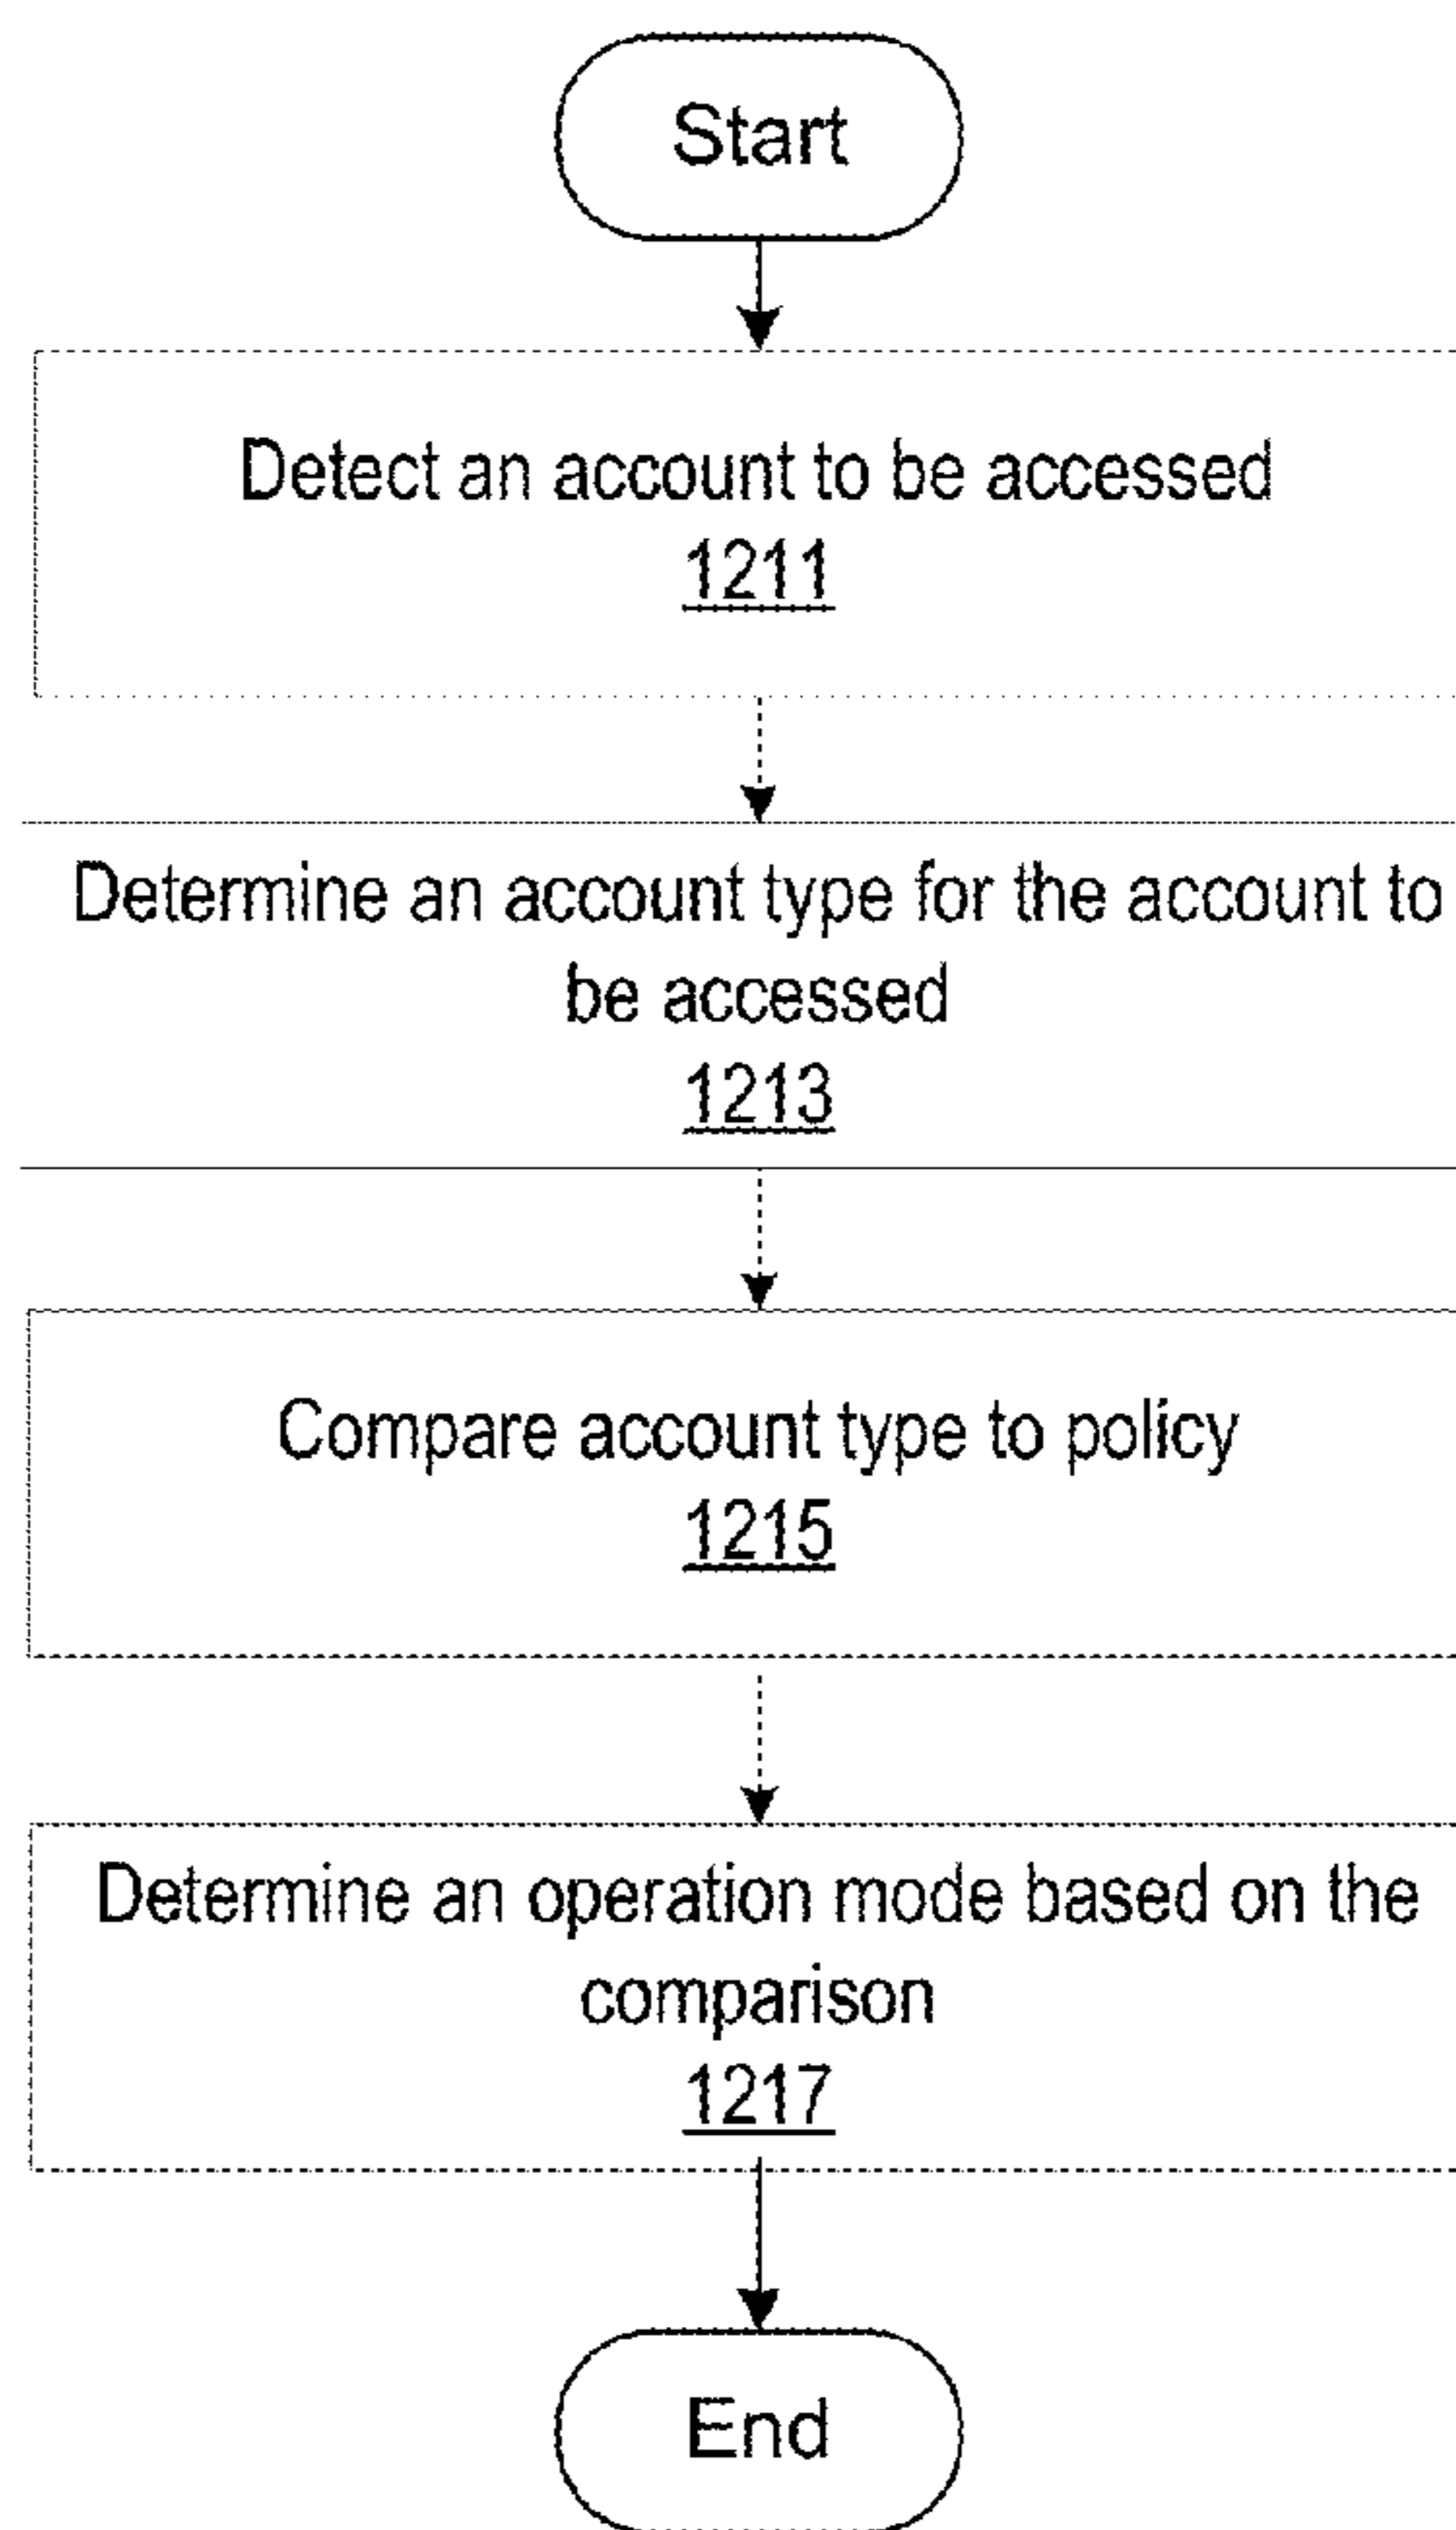 Start
Detect an account to be accessed
1211
Determine an account type for the account to
be accessed
1213
Compare account type to policy
1215
Determine an operation mode based on the
comparison
1217
End